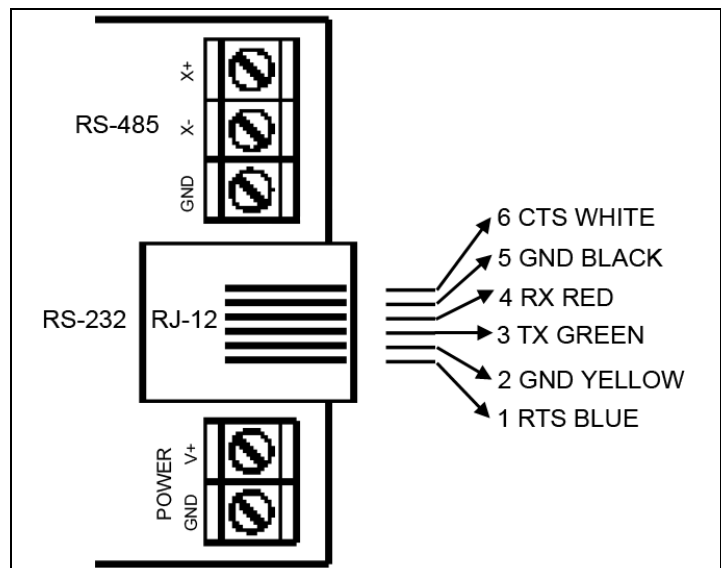 X+
RS-485
X-
GND
6 CTS WHITE
5 GND BLACK
4 RX RED
RS-232
RJ-12
3 TX GREEN
2 GND YELLOW
1 RTS BLUE
POWER
V+
GND